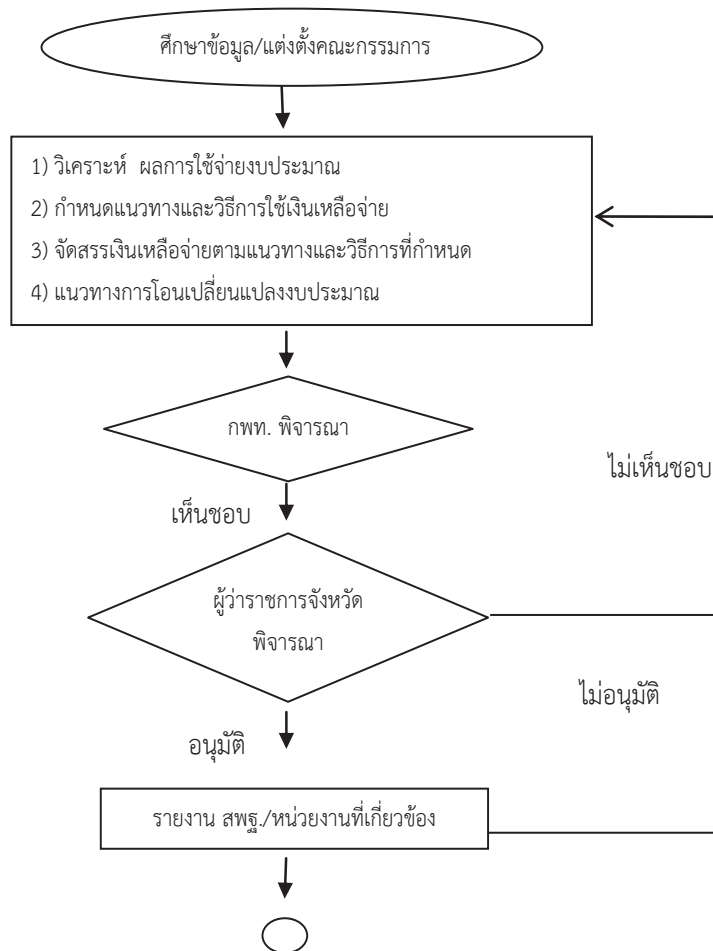 ศึกษาข้อมูล/แต่งตั้งคณะกรรมการ
1) วิเคราะห์ ผลการใช้จ่ายงบประมาณ
2) กำหนดแนวทางและวิธีการใช้เงินเหลือจ่าย
3) จัดสรรเงินเหลือจ่ายตามแนวทางและวิธีการที่กำหนด
4) แนวทางการโอนเปลี่ยนแปลงงบประมาณ
กพท. พิจารณา
ไม่เห็นชอบ
เห็นชอบ
ผู้ว่าราชการจังหวัด
พิจารณา
ไม่อนุมัติ
อนุมัติ
รายงาน สพฐ./หน่วยงานที่เกี่ยวข้อง